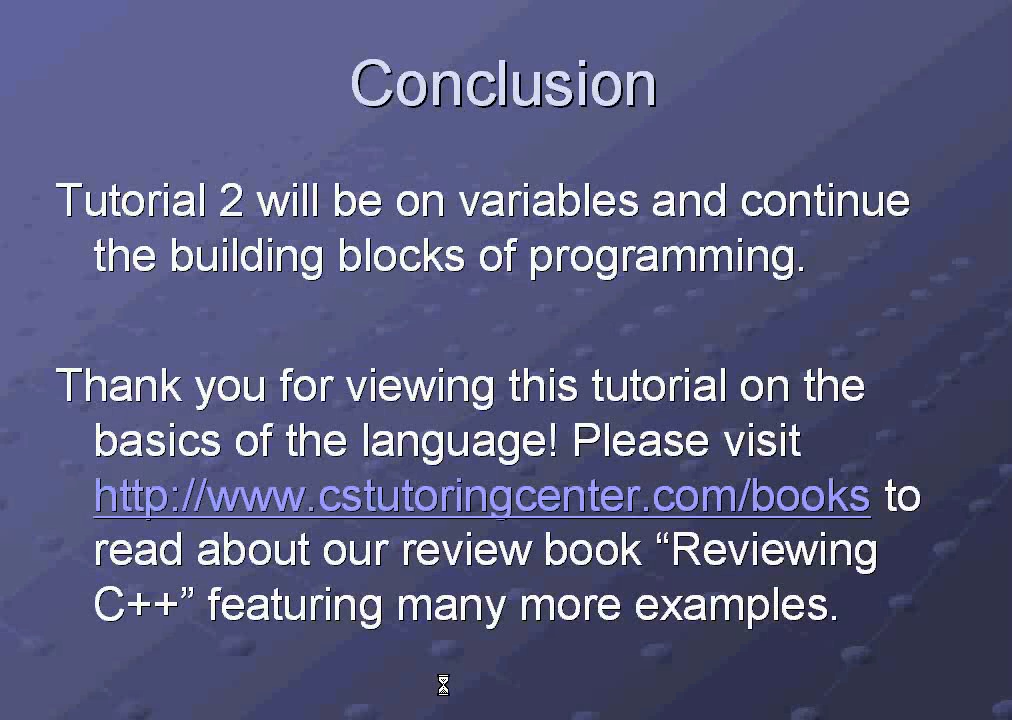 Conclusion
Tutorial 2 will be on variables and continue
the building blocks of programming.
Thank you for viewing this tutorial on the
basics of the language! Please visit
http://www.cstutoringcenter.com/books to
read about our review book “Reviewing
C++” featuring many more examples.